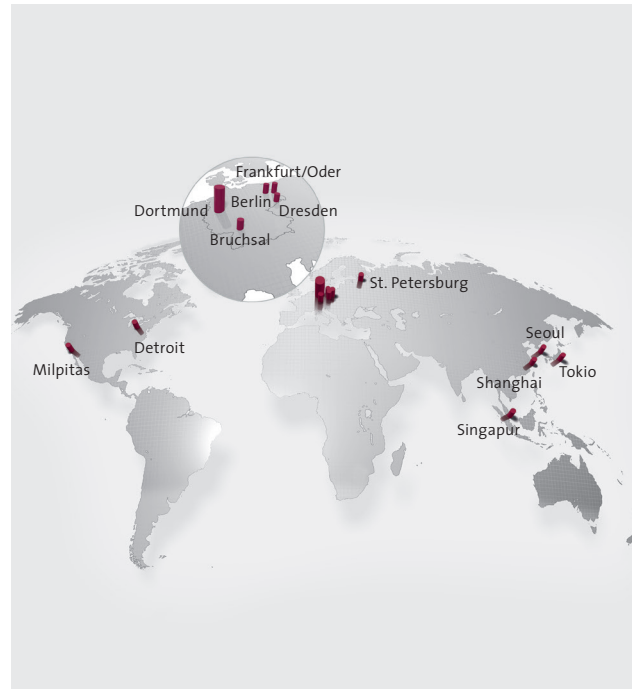 Frankfurt/Oder
Dortmund
Berlin
Dresden
Bruchsal
St. Petersburg
Milpitas
Detroit
Seoul
Shanghai
Tokio
Singapur